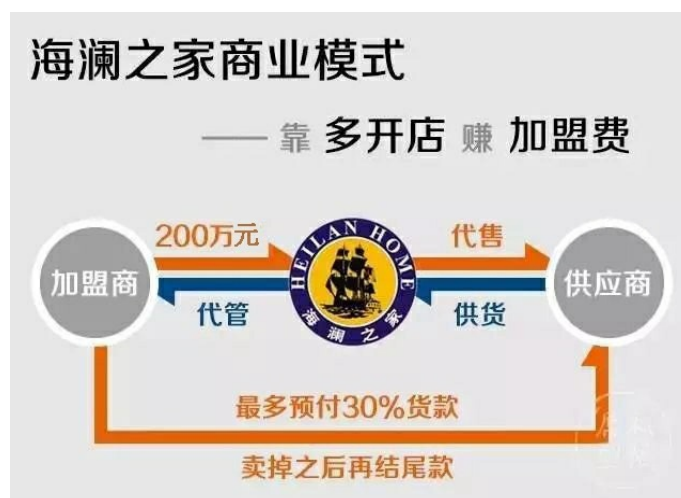 海澜之家商业模式
—— 靠 多开店 赚 加盟费
200万元
代售
HEILAN HOME
加盟商
供应商
代管
供货
海澜之家
最多预付30%货款
卖掉之后再结尾款